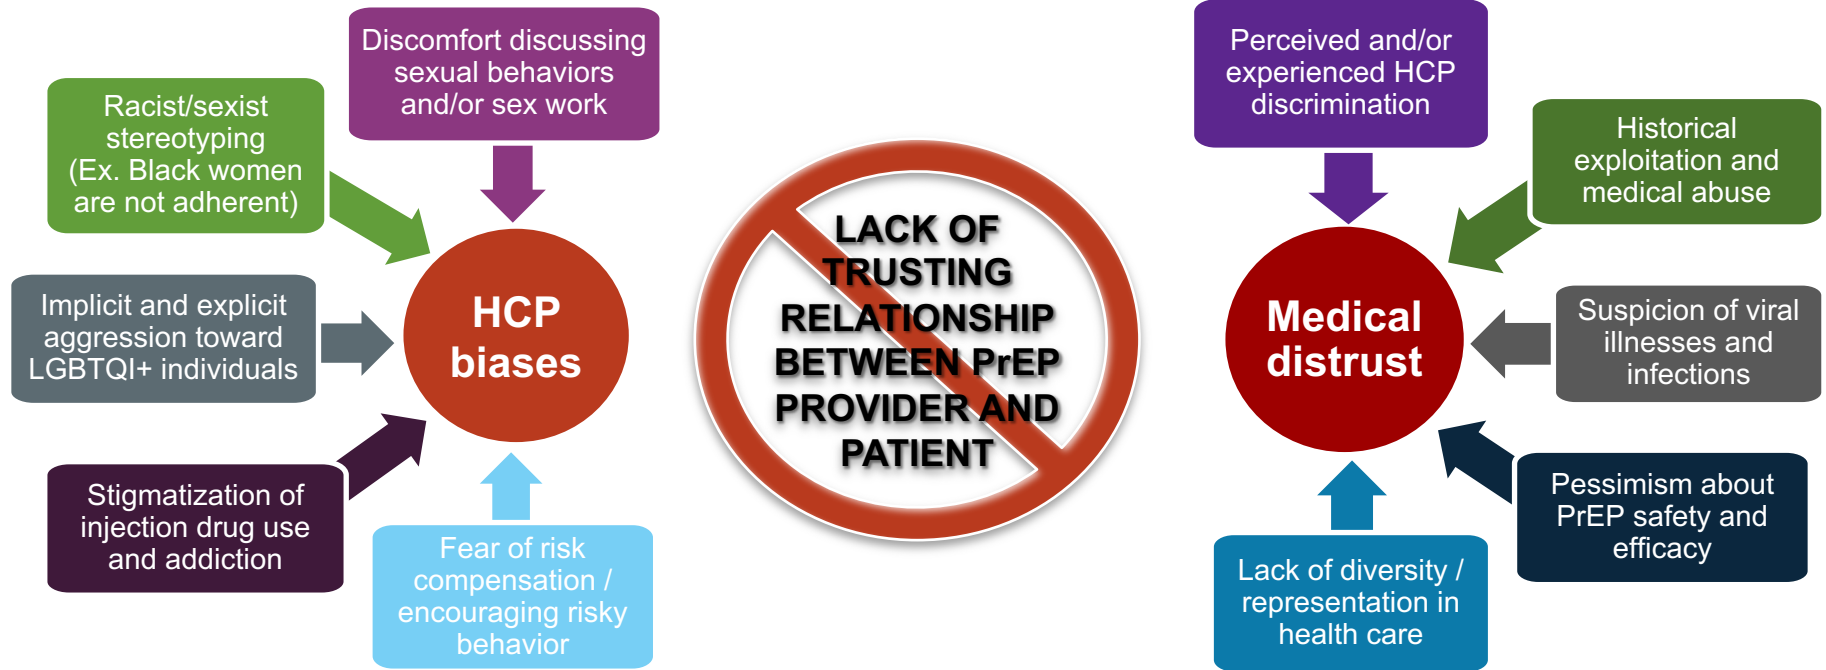 Discomfort discussing
sexual behaviors
and/or sex work
Racist/sexist
stereotyping
(Ex. Black women
are not adherent)
Implicit and explicit
aggression toward
LGBTQI+ individuals
Stigmatization of
injection drug use
and addiction
Fear of risk
compensation /
encouraging risky
behavior
HCP
biases
LACK OF
TRUSTING
RELATIONSHIP
BETWEEN PrEP
PROVIDER AND
PATIENT
Perceived and/or
experienced HCP
discrimination
Historical
exploitation and
medical abuse
Suspicion of viral
illnesses and
infections
Pessimism about
PrEP safety and
efficacy
Lack of diversity /
representation in
health care
Medical
distrust